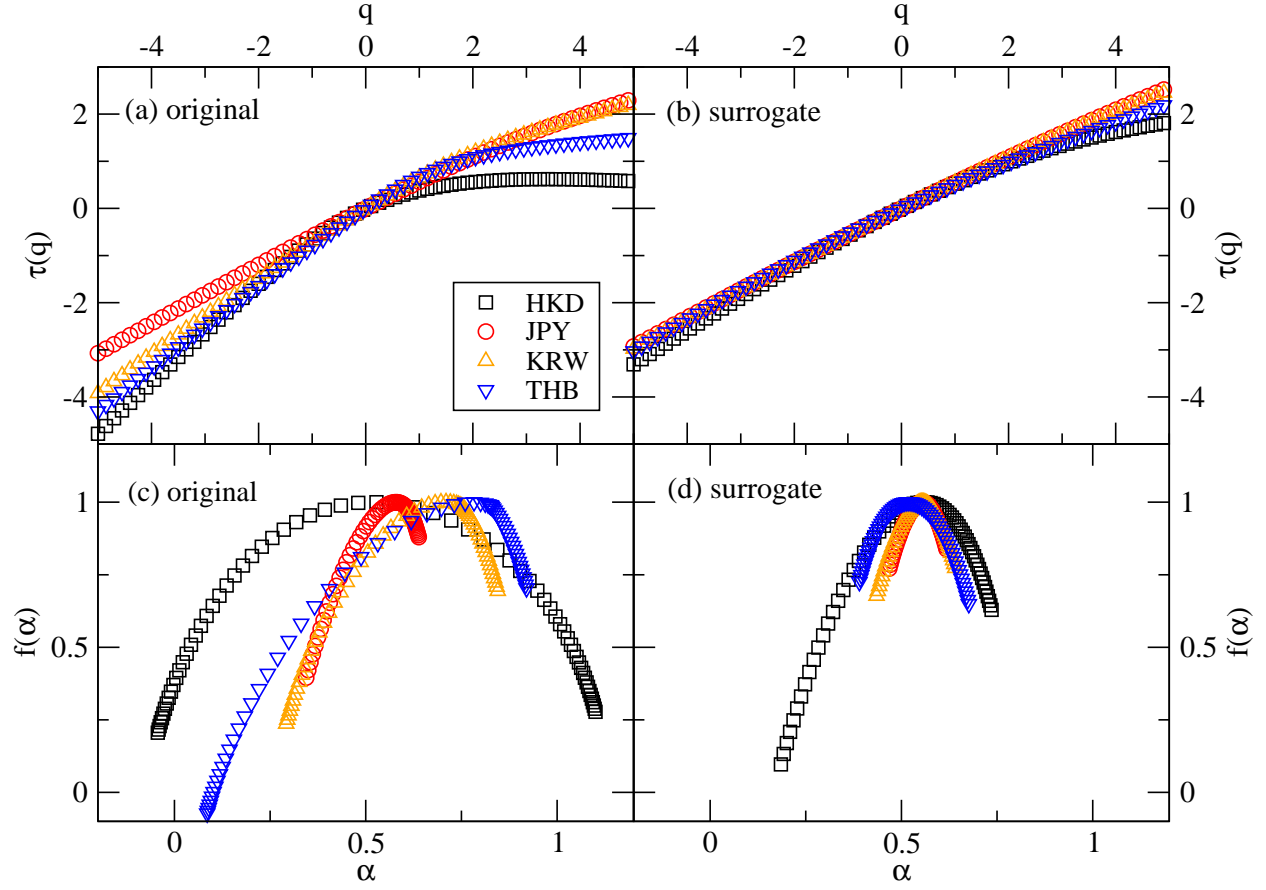 q q
-4 -2 0 2 4 -4 -2 0 2 4
(a) original (b) surrogate
2 2
0 0
-2 -2
-4 -4
τ(q) τ(q)
HKD
JPY
KRW
THB
(c) original (d) surrogate
1 1
0.5 0.5
0 0
f(α) f(α)
0 0.5 1 0 0.5 1
α α